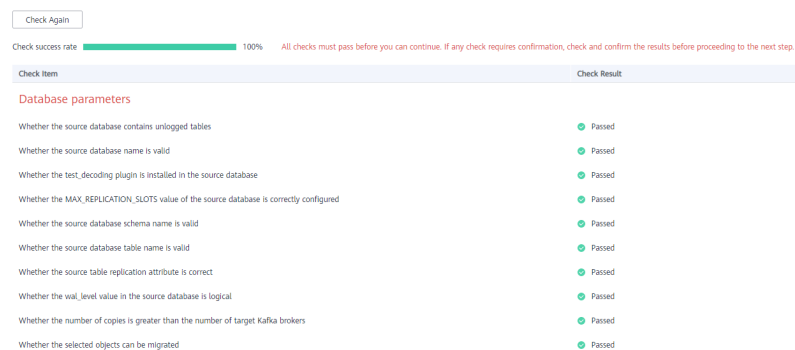 Check Again
Check success rate 100% All checks must pass before you can continue. If any check requires confirmation, check and confirm the results before proceeding to the next step.
Check Item Check Result
Database parameters
Whether the source database contains unlogged tables Passed
Whether the source database name is valid Passed
Whether the test_decoding plugin is installed in the source database Passed
Whether the MAX_REPLICATION_SLOTS value of the source database is correctly configured Passed
Whether the source database schema name is valid Passed
Whether the source database table name is valid Passed
Whether the source table replication attribute is correct Passed
Whether the wal_level value in the source database is logical Passed
Whether the number of copies is greater than the number of target Kafka brokers Passed
Whether the selected objects can be migrated Passed